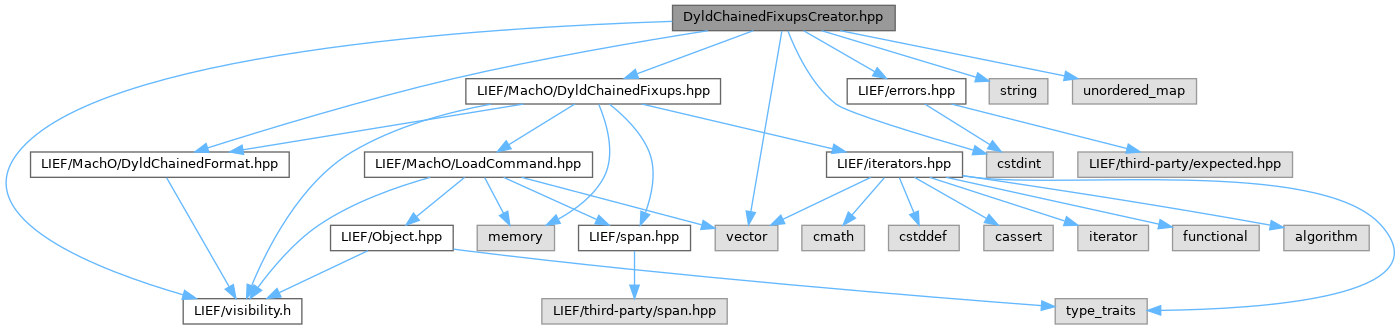 DyldChainedFixupsCreator.hpp
LIEF/MachO/DyldChainedFixups.hpp
LIEF/errors.hpp
string
unordered_map
LIEF/MachO/DyldChainedFormat.hpp
LIEF/MachO/LoadCommand.hpp
LIEF/iterators.hpp
cstdint
LIEF/third-party/expected.hpp
LIEF/Object.hpp
memory
LIEF/span.hpp
vector
cmath
cstddef
cassert
iterator
functional
algorithm
LIEF/visibility.h
LIEF/third-party/span.hpp
type_traits